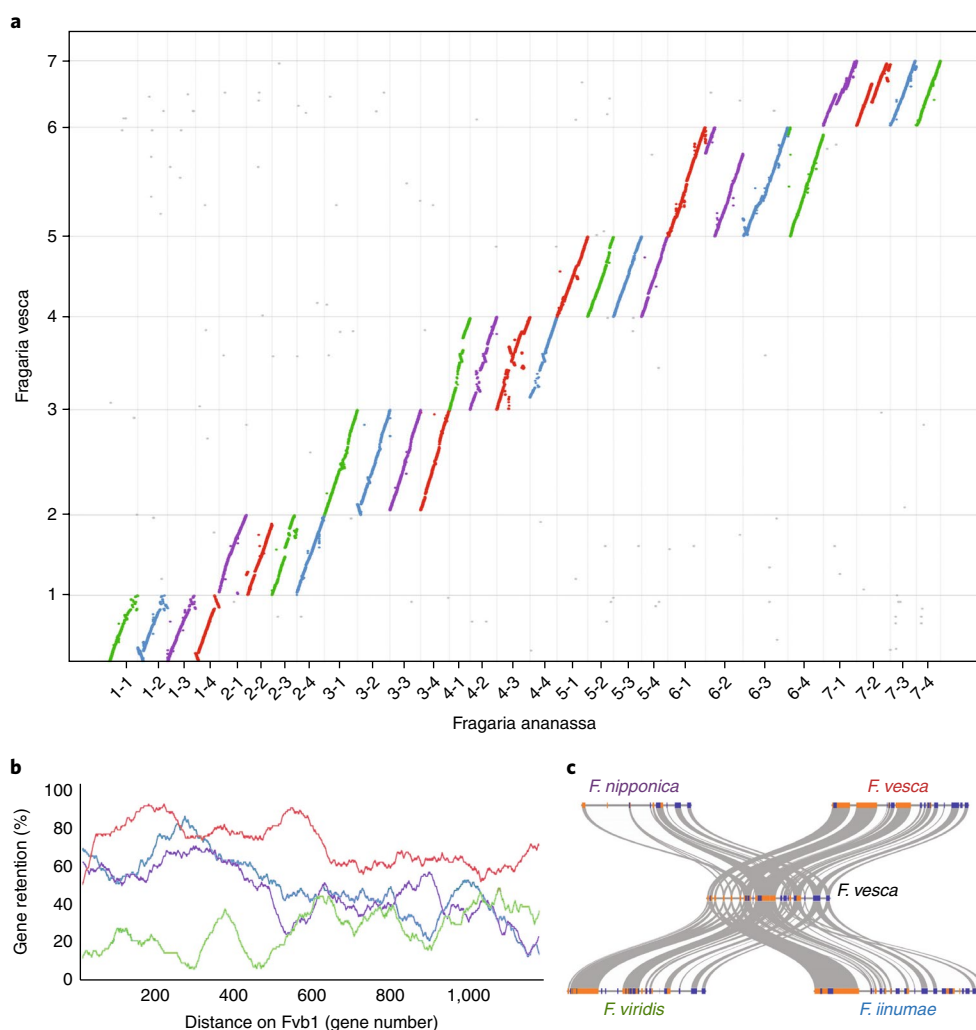 a
7
6
5
4
3
2
1
Fragaria vesca
1-1 1-2 1-3 1-4 2-1 2-2 2-3 2-4 3-1 3-2 3-3 3-4 4-1 4-2 4-3 4-4 5-1 5-2 5-3 5-4 6-1 6-2 6-3 6-4 7-1 7-2 7-3 7-4
Fragaria ananassa
b
100
80
60
40
20
0
Gene retention (%)
200 400 600 800 1,000
Distance on Fvb1 (gene number)
c
F. nipponica F. vesca
F. vesca
F. viridis F. iinumae